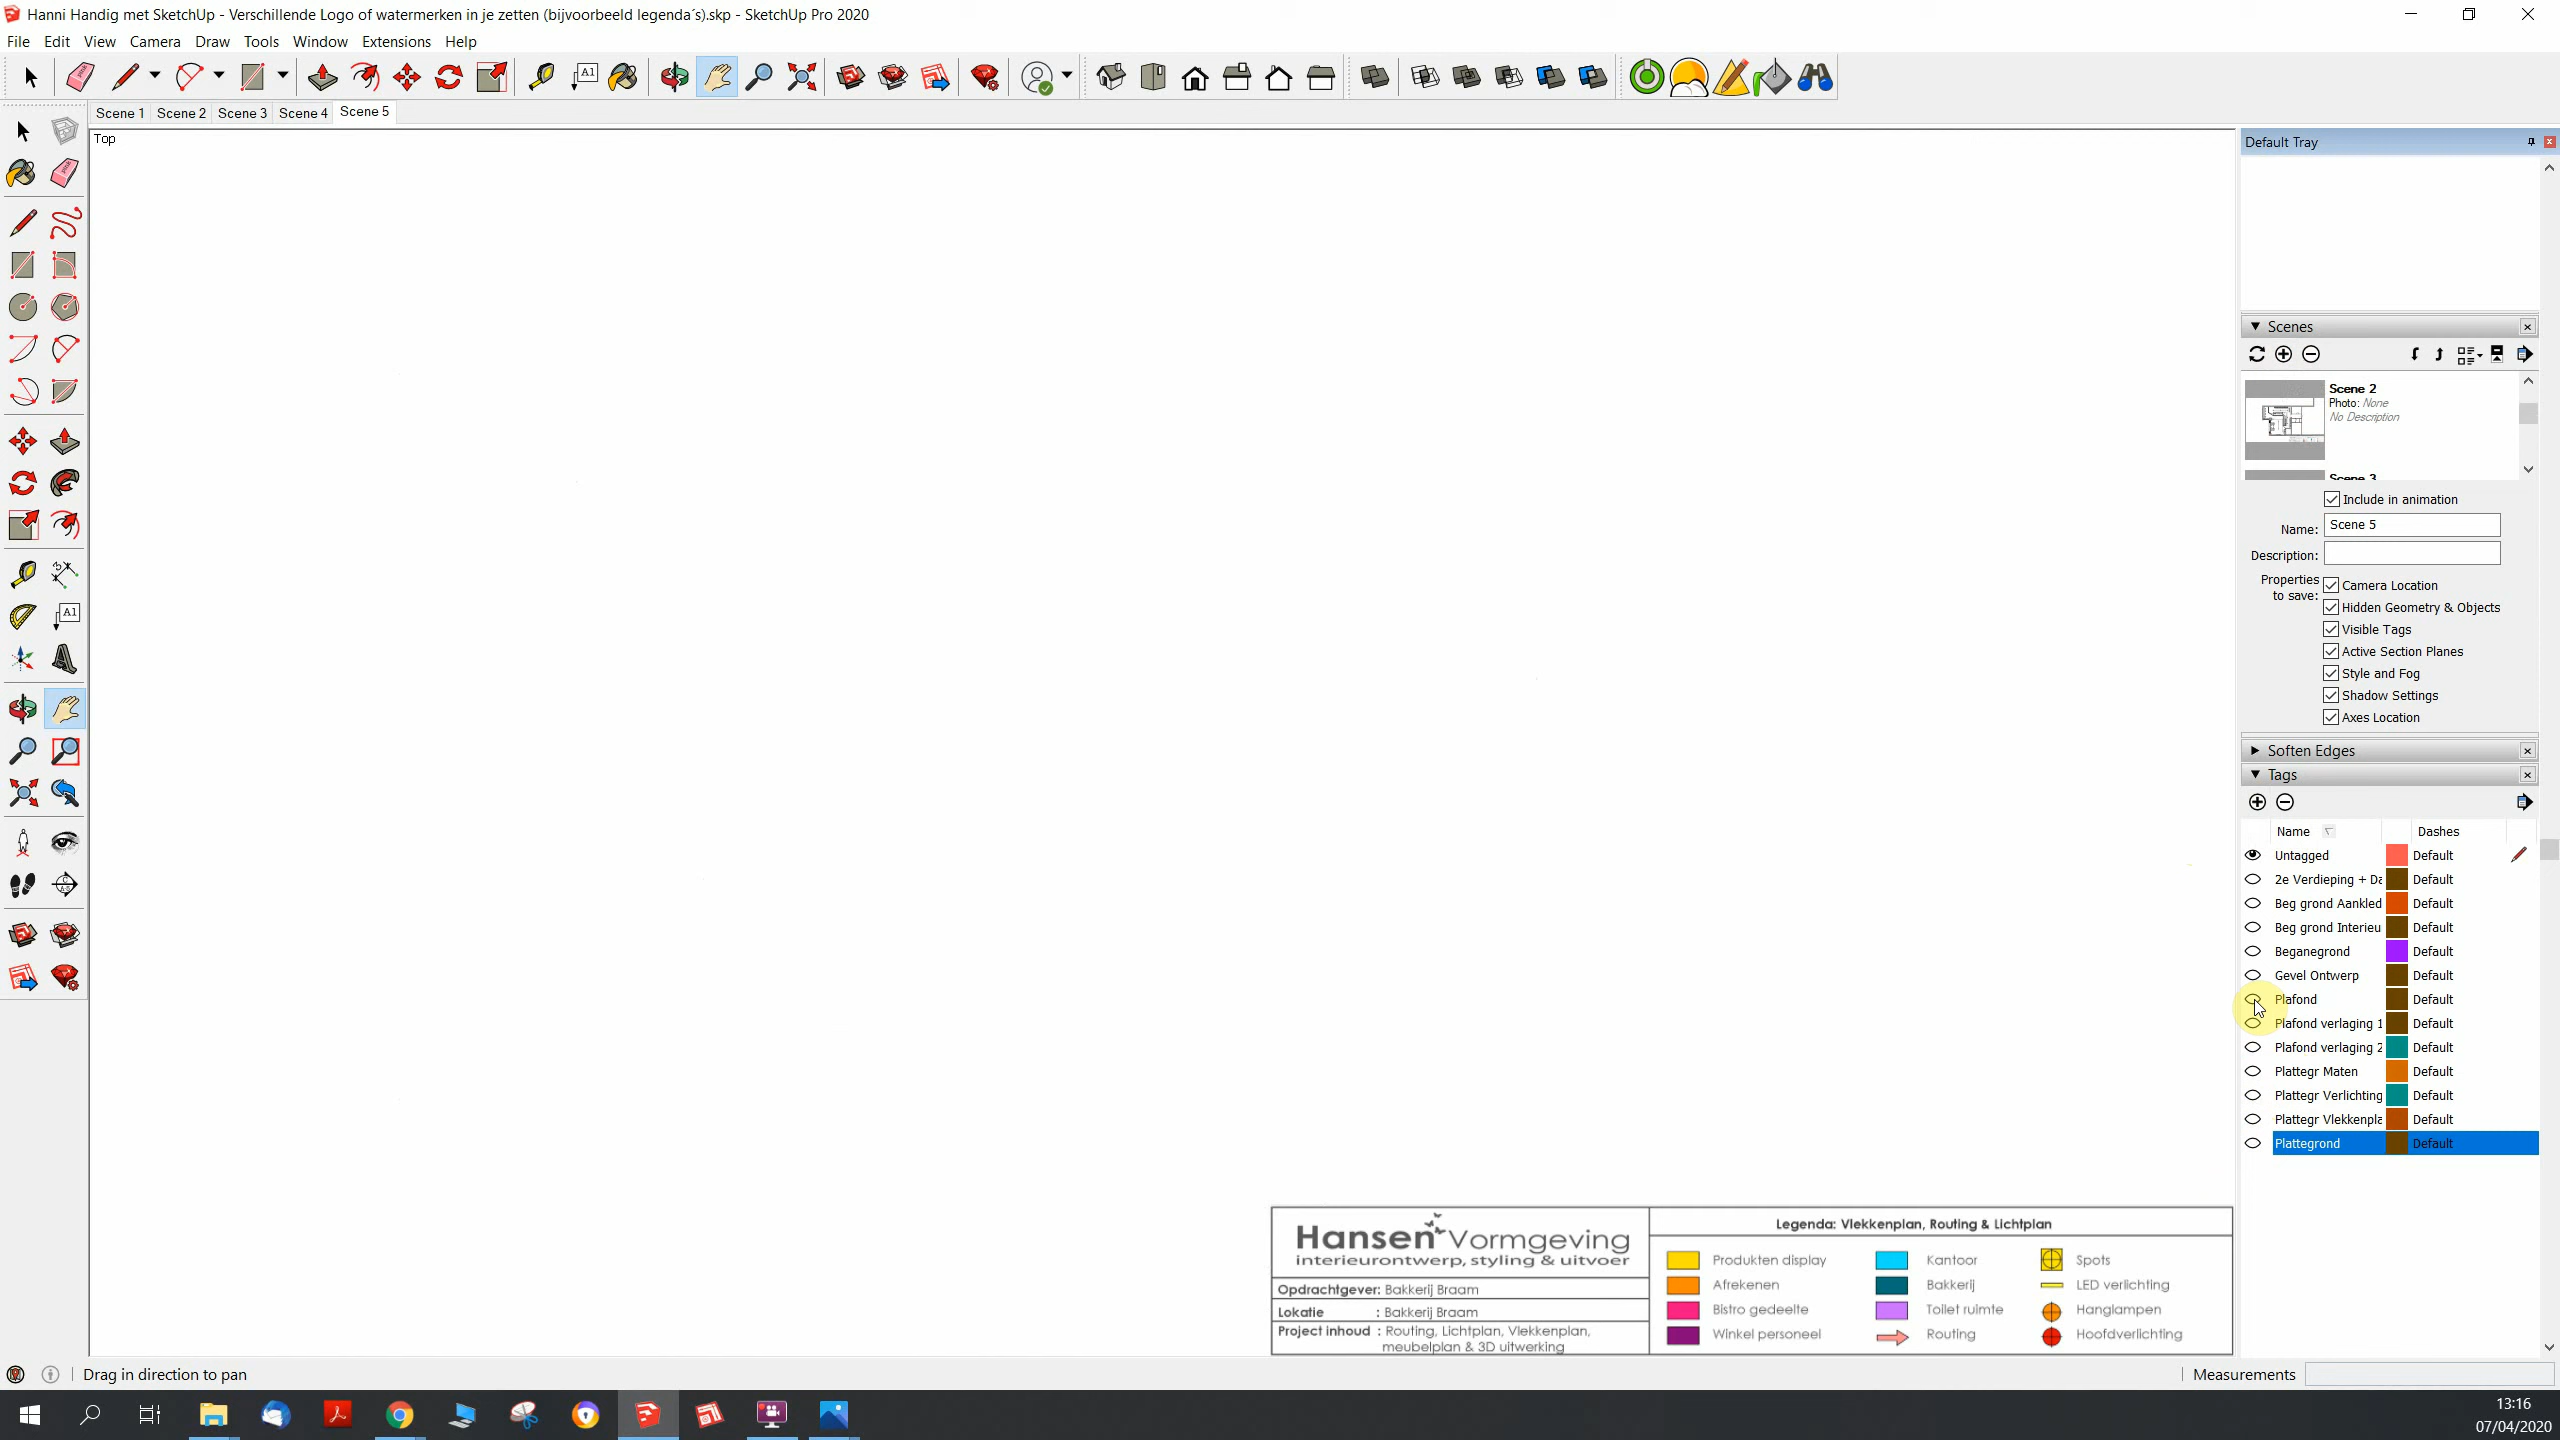 Hanni Handig met SketchUp - Verschillende Logo of watermerken in je zetten (bijvoorbeeld legenda´s).skp - SketchUp Pro 2020
File Edit View Camera Draw Tools Window Extensions Help
Scene 1 Scene 2 Scene 3 Scene 4 Scene 5
Top
Default Tray
Scenes
Scene 2
Photo: None
No Description
Scene 3
Include in animation
Name: Scene 5
Description:
Properties to save:
Camera Location
Hidden Geometry & Objects
Visible Tags
Active Section Planes
Style and Fog
Shadow Settings
Axes Location
Soften Edges
Tags
Name Dashes
Untagged Default
2e Verdieping + Da Default
Beg grond Aankled Default
Beg grond Interieu Default
Beganegrond Default
Gevel Ontwerp Default
Plafond Default
Plafond verlaging 1 Default
Plafond verlaging 2 Default
Plattegr Maten Default
Plattegr Verlichting Default
Plattegr Vlekkenpla Default
Plattegrond Default
Hansen Vormgeving
interieurontwerp, styling & uitvoer
Opdrachtgever: Bakkerij Braam
Lokatie : Bakkerij Braam
Project inhoud : Routing, Lichtplan, Vlekkenplan,
meubelplan & 3D uitwerking
Legenda: Vlekkenplan, Routing & Lichtplan
Produkten display Kantoor Spots
Afrekenen Bakkerij LED verlichting
Bistro gedeelte Toilet ruimte Hanglampen
Winkel personeel Routing Hoofdverlichting
Drag in direction to pan
Measurements
13:16
07/04/2020